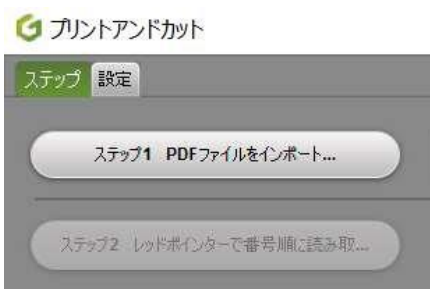 プリントアンドカット
ステップ 設定
ステップ1 PDFファイルをインポート...
ステップ2 レッドポインターで番号順に読み取...